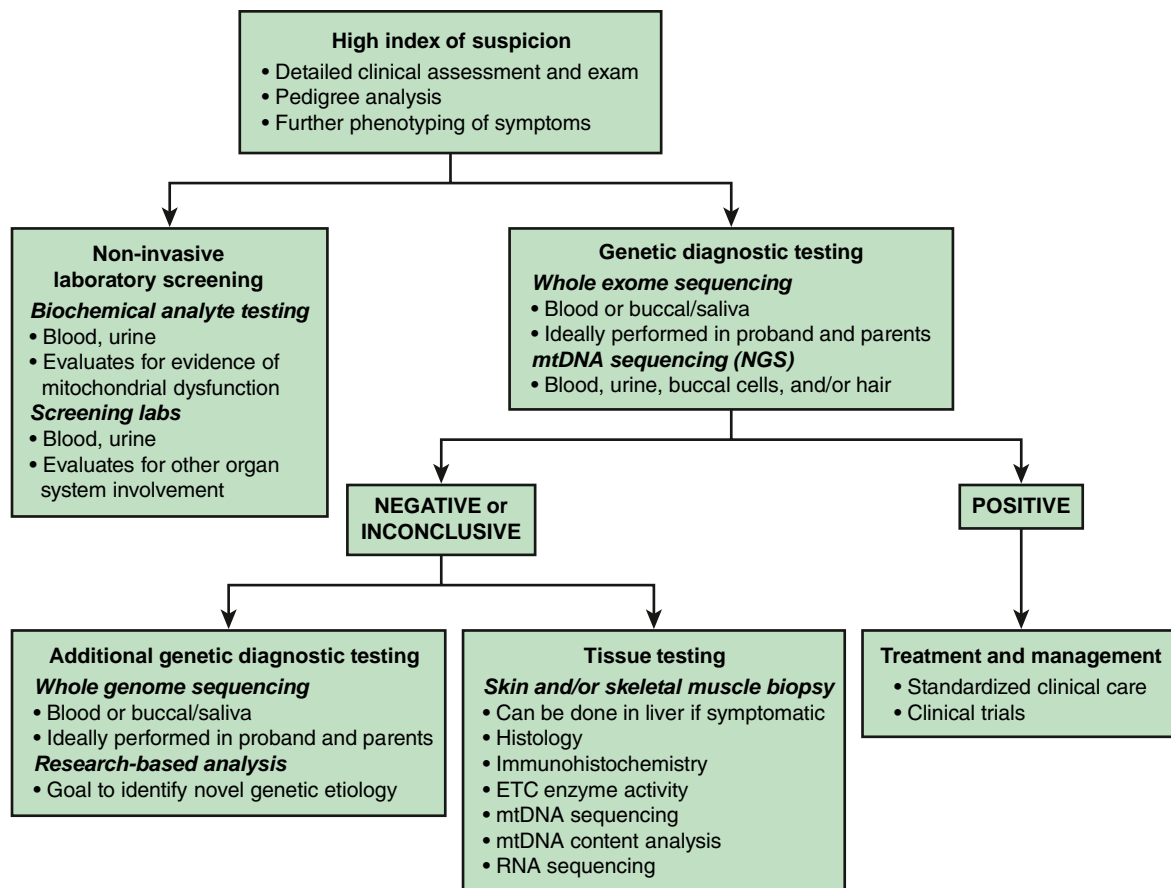 High index of suspicion
• Detailed clinical assessment and exam
• Pedigree analysis
• Further phenotyping of symptoms
Non-invasive
laboratory screening
Biochemical analyte testing
• Blood, urine
• Evaluates for evidence of
mitochondrial dysfunction
Screening labs
• Blood, urine
• Evaluates for other organ
system involvement
Genetic diagnostic testing
Whole exome sequencing
• Blood or buccal/saliva
• Ideally performed in proband and parents
mtDNA sequencing (NGS)
• Blood, urine, buccal cells, and/or hair
NEGATIVE or
INCONCLUSIVE
POSITIVE
Additional genetic diagnostic testing
Whole genome sequencing
• Blood or buccal/saliva
• Ideally performed in proband and parents
Research-based analysis
• Goal to identify novel genetic etiology
Tissue testing
Skin and/or skeletal muscle biopsy
• Can be done in liver if symptomatic
• Histology
• Immunohistochemistry
• ETC enzyme activity
• mtDNA sequencing
• mtDNA content analysis
• RNA sequencing
Treatment and management
• Standardized clinical care
• Clinical trials